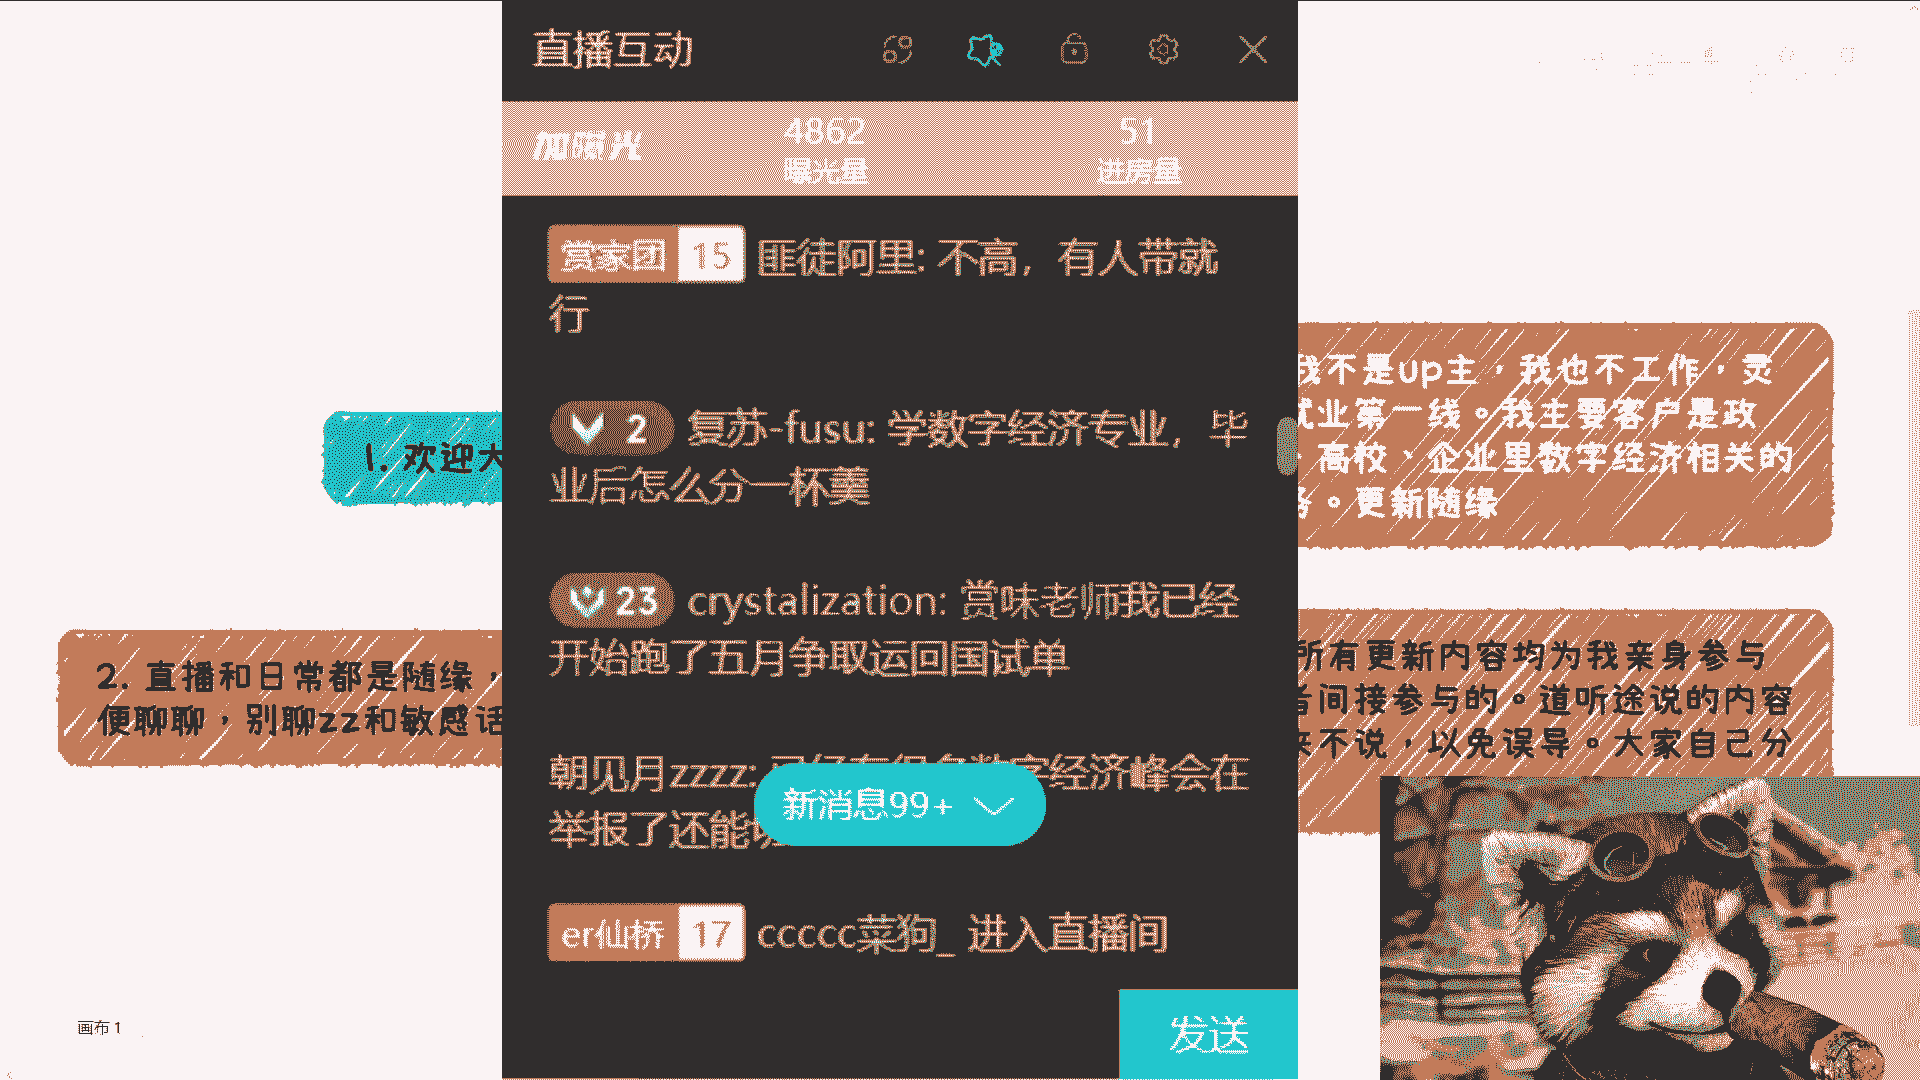 直播互动
加曝光
4862
曝光量
51
进房量
赏家团 15 匪徒阿里: 不高，有人带就
行
2 复苏-fusu: 学数字经济专业，毕
业后怎么分一杯羹
23 crystalization: 赏味老师我已经
开始跑了五月争取运回国试单
朝见月zzzz: 已经有很多数字经济峰会在
举报了还能
新消息99+
er仙桥 17 ccccc菜狗_ 进入直播间
发送
1. 欢迎大
2. 直播和日常都是随缘，
便聊聊，别聊zz和敏感话
我不是up主，我也不工作，灵
试业第一线。我主要客户是政
、高校、企业里数字经济相关的
务。更新随缘
所有更新内容均为我亲身参与
者间接参与的。道听途说的内容
来不说，以免误导。大家自己分
画布 1